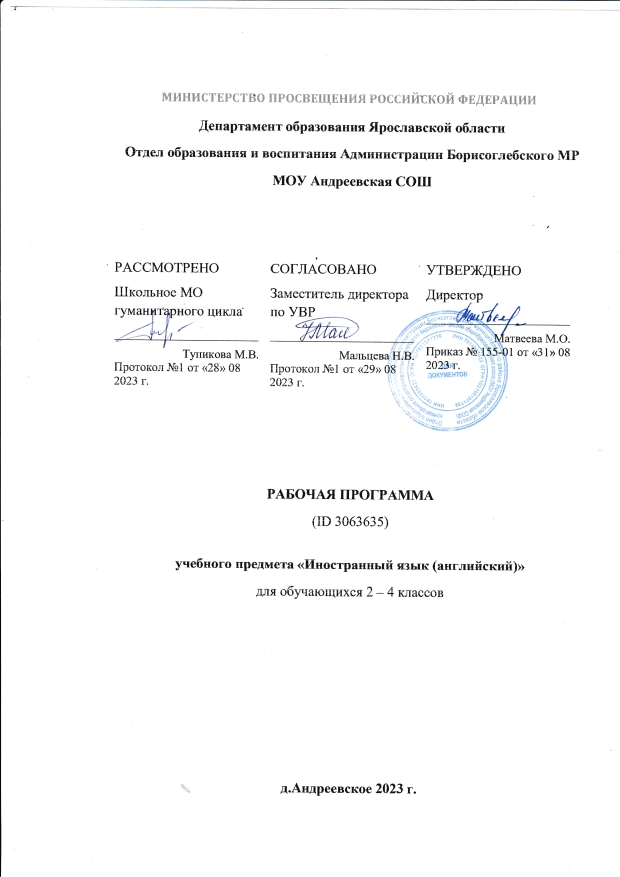 МИНИСТЕРСТВО ПРОСВЕЩЕНИЯ РОССИЙСКОЙ ФЕДЕРАЦИИ
Департамент образования Ярославской области
Отдел образования и воспитания Администрации Борисоглебского МР
МОУ Андреевская СОШ
РАССМОТРЕНО
Школьное МО
гуманитарного цикла
Тупикова М.В.
Протокол №1 от «28» 08
2023 г.
СОГЛАСОВАНО
Заместитель директора
по УВР
Мальцева Н.В.
Протокол №1 от «29» 08
2023 г.
УТВЕРЖДЕНО
Директор
Матвеева М.О.
Приказ № 155-01 от «31» 08
2023 г.
ДОКУМЕНТОВ
РАБОЧАЯ ПРОГРАММА
(ID 3063635)
учебного предмета «Иностранный язык (английский)»
для обучающихся 2 – 4 классов
д.Андреевское 2023 г.